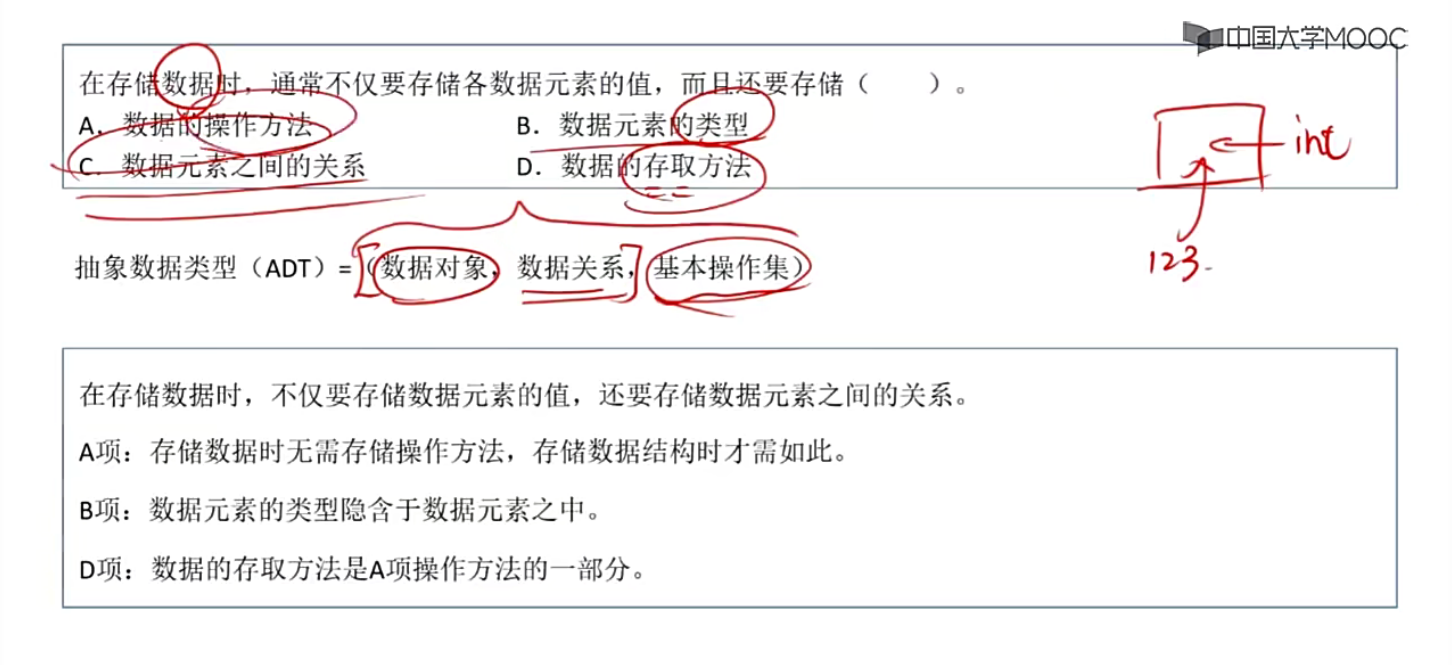 中国大学MOOC
在存储数据时，通常不仅要存储各数据元素的值，而且还要存储（ ）。
A．数据的操作方法 B．数据元素的类型
C．数据元素之间的关系 D．数据的存取方法
int
123.
抽象数据类型（ADT）=（数据对象，数据关系，基本操作集）
在存储数据时，不仅要存储数据元素的值，还要存储数据元素之间的关系。
A项：存储数据时无需存储操作方法，存储数据结构时才需如此。
B项：数据元素的类型隐含于数据元素之中。
D项：数据的存取方法是A项操作方法的一部分。